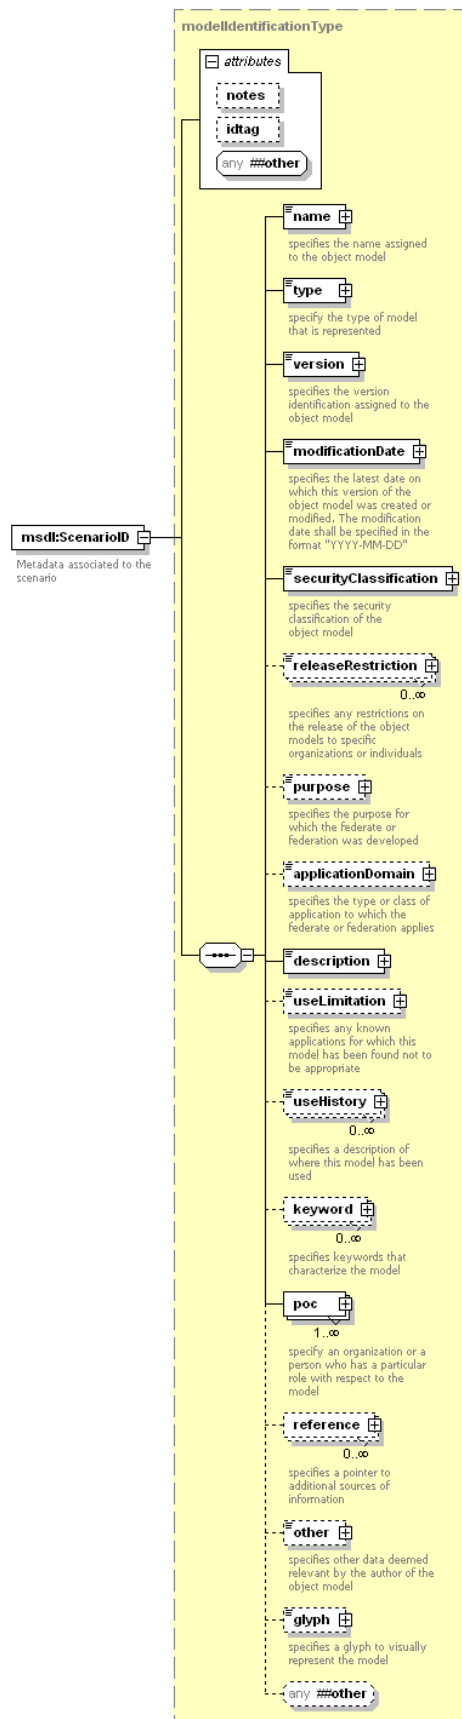 modelIdentificationType
attributes
notes
idtag
any ##other
name
specifies the name assigned
to the object model
type
specify the type of model
that is represented
version
specifies the version
identification assigned to the
object model
modificationDate
specifies the latest date on
which this version of the
object model was created or
modified. The modification
date shall be specified in the
format "YYYY-MM-DD"
msdl:ScenarioID
Metadata associated to the
scenario
securityClassification
specifies the security
classification of the
object model
releaseRestriction
0..∞
specifies any restrictions on
the release of the object
models to specific
organizations or individuals
purpose
specifies the purpose for
which the federate or
federation was developed
applicationDomain
specifies the type or class of
application to which the
federate or federation applies
description
useLimitation
specifies any known
applications for which this
model has been found not to
be appropriate
useHistory
0..∞
specifies a description of
where this model has been
used
keyword
0..∞
specifies keywords that
characterize the model
poc
1..∞
specify an organization or a
person who has a particular
role with respect to the
model
reference
0..∞
specifies a pointer to
additional sources of
information
other
specifies other data deemed
relevant by the author of the
object model
glyph
specifies a glyph to visually
represent the model
any ##other